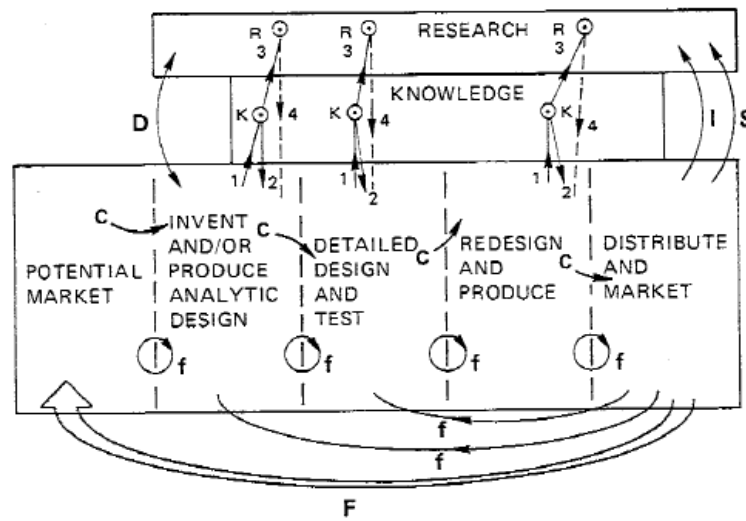 RESEARCH
R R R
3 3 3
KNOWLEDGE
K K K
4 4 4
D I S
1 2 1 2 1 2
C C C C
POTENTIAL
MARKET
INVENT
AND/OR
PRODUCE
ANALYTIC
DESIGN
DETAILED
DESIGN
AND
TEST
REDESIGN
AND
PRODUCE
DISTRIBUTE
AND
MARKET
f f f f
f
f
F